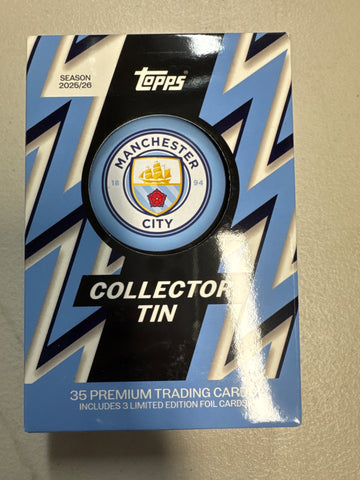 SEASON
2025/26
Topps
MANCHESTER
18 94
CITY
COLLECTOR
TIN
35 PREMIUM TRADING CARDS
INCLUDES 3 LIMITED EDITION FOIL CARDS